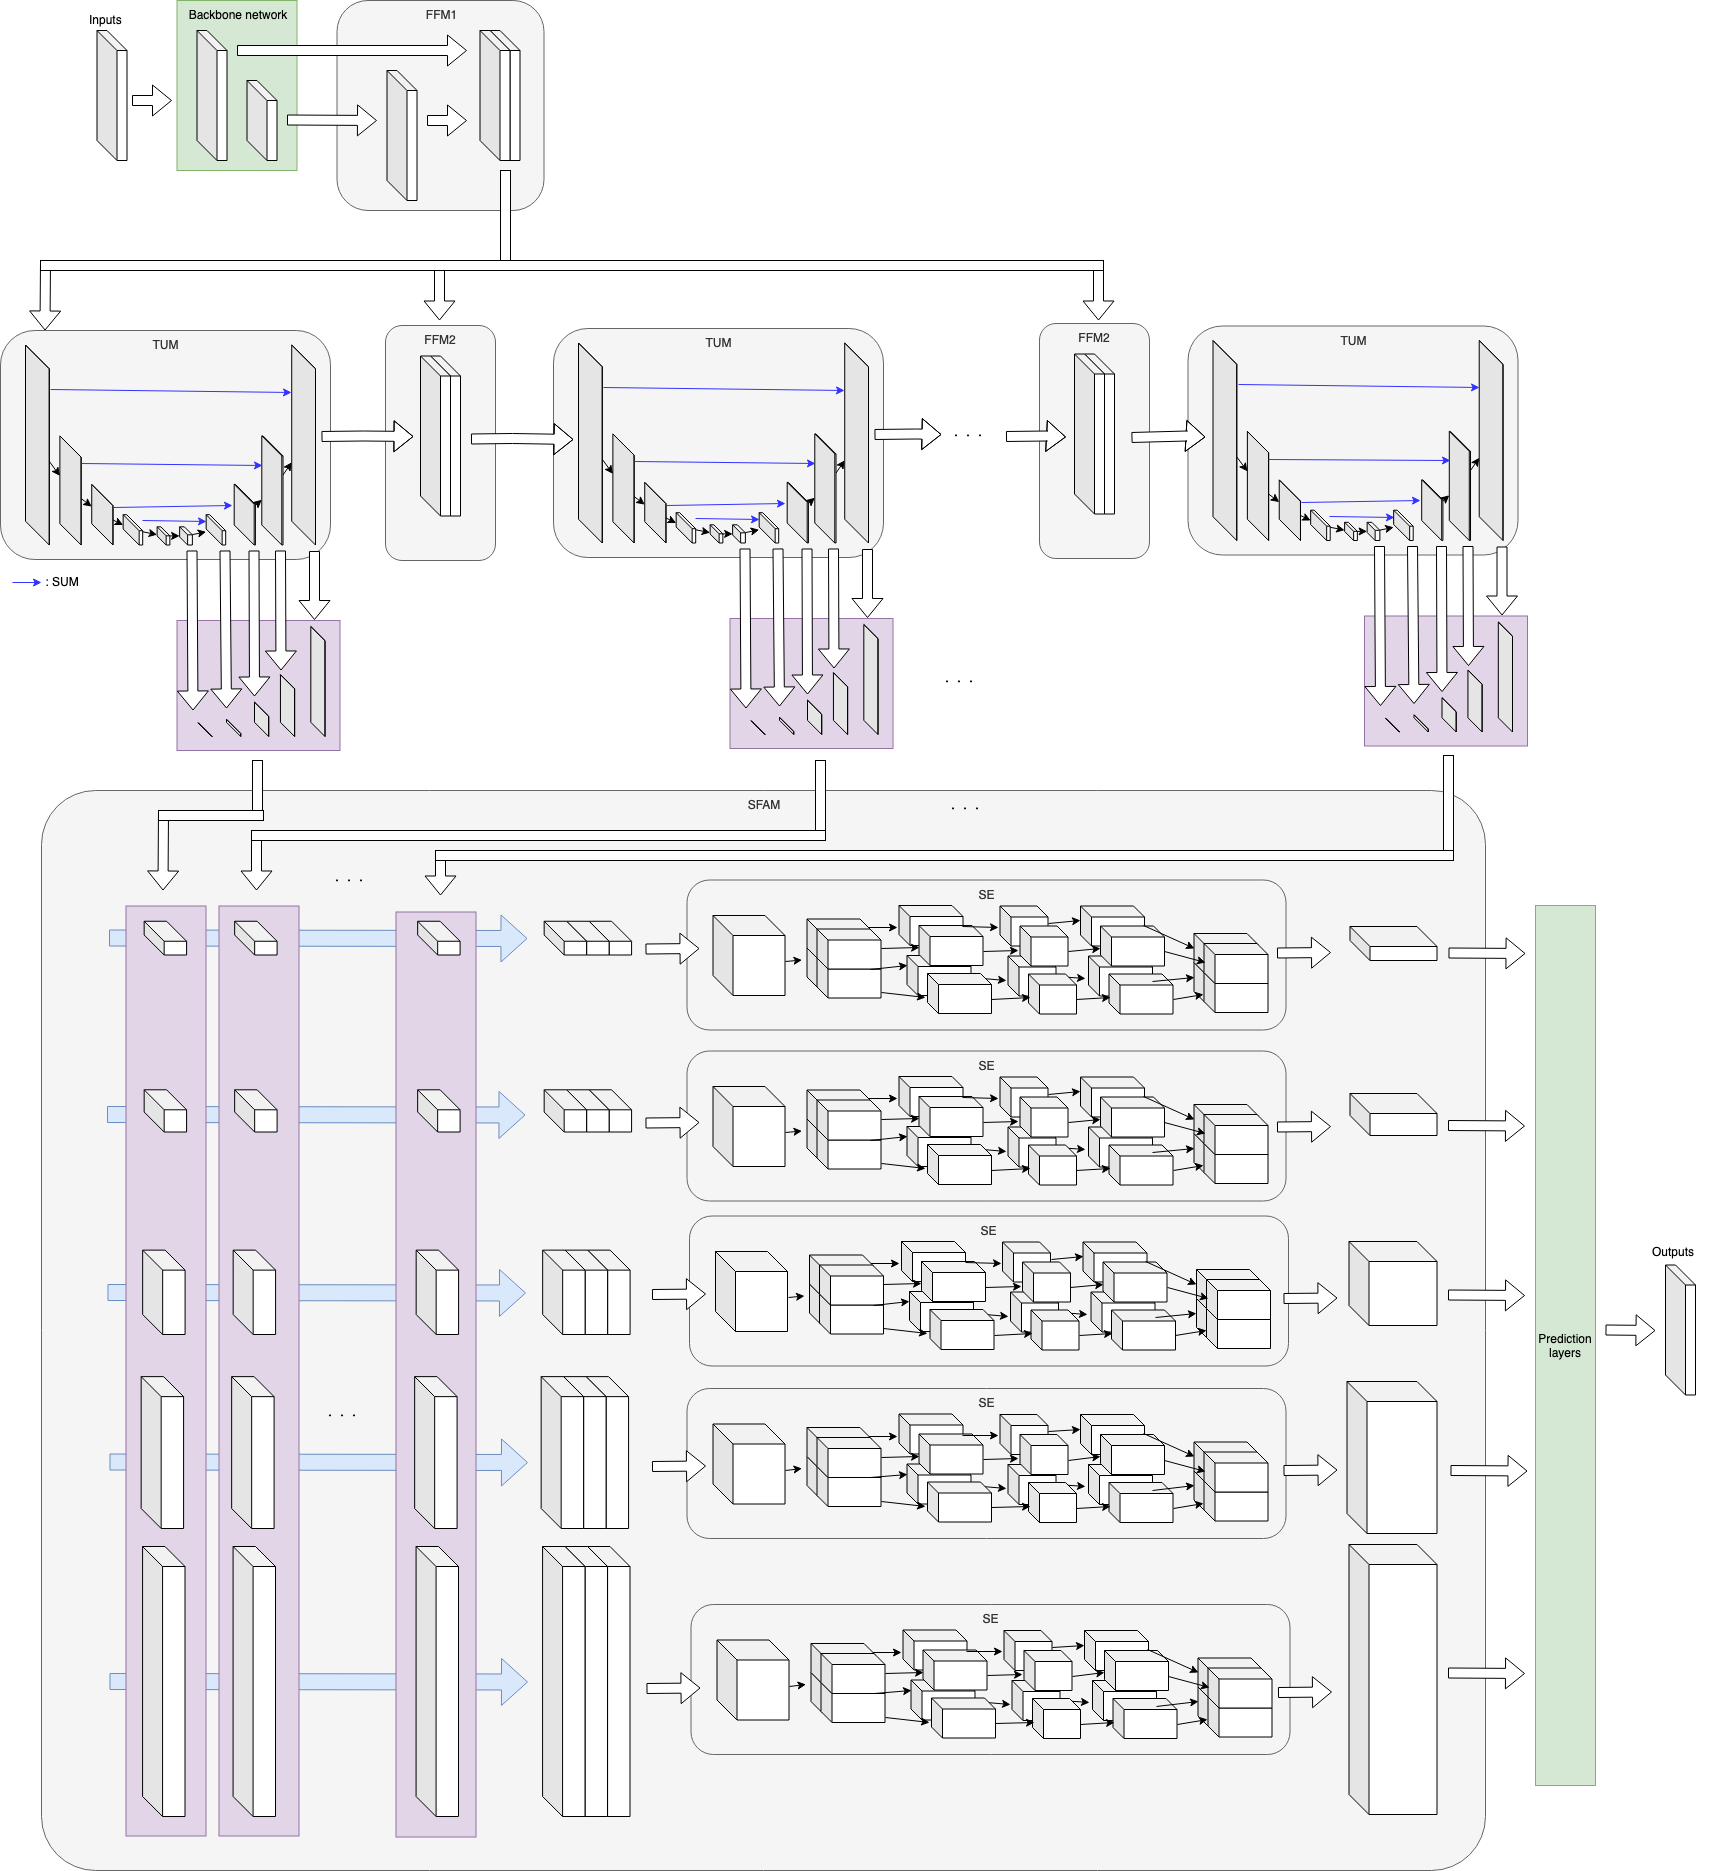 Inputs
Backbone network
FFM1
TUM
FFM2
TUM
. . .
FFM2
TUM
: SUM
. . .
SFAM
. . .
. . .
SE
SE
SE
Outputs
Prediction
layers
SE
. . .
SE